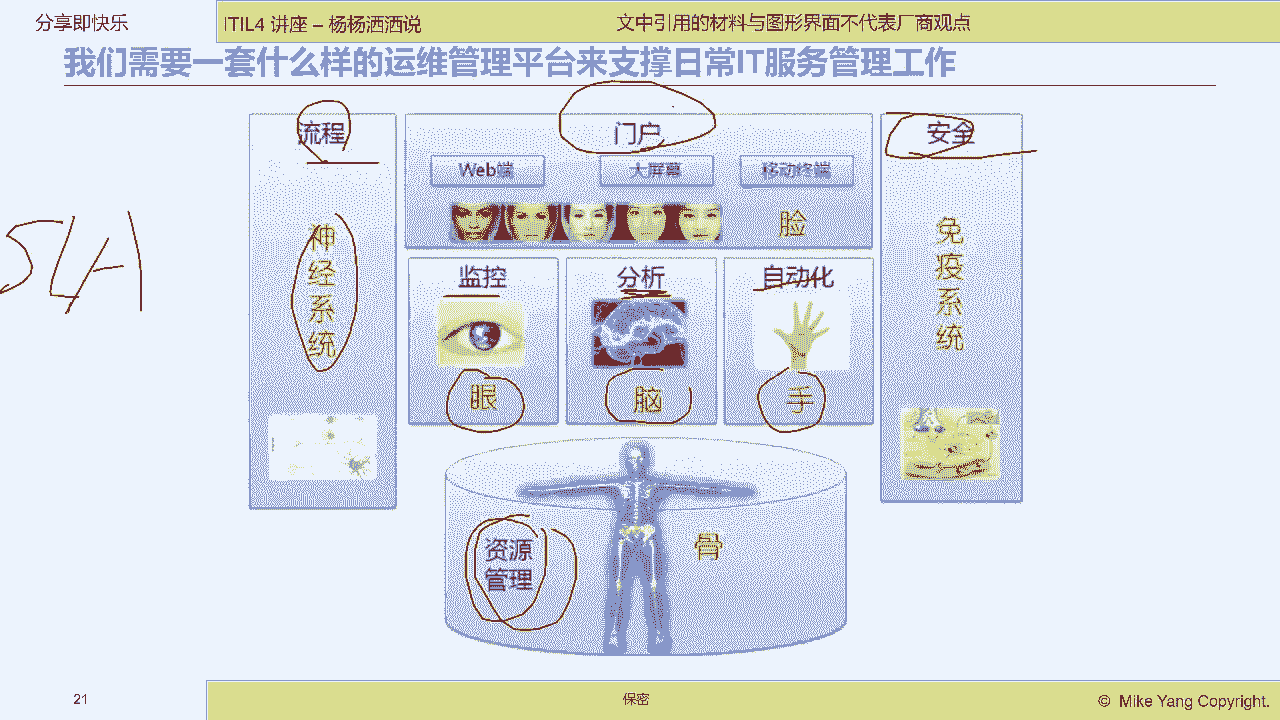 分享即快乐
ITIL4 讲座 – 杨杨洒洒说
文中引用的材料与图形界面不代表厂商观点
我们需要一套什么样的运维管理平台来支撑日常IT服务管理工作
流程
神经系统
门户
Web端
大屏幕
移动终端
脸
安全
免疫系统
SLA
监控
眼
分析
脑
自动化
手
资源
管理
骨
21
保密
© Mike Yang Copyright.